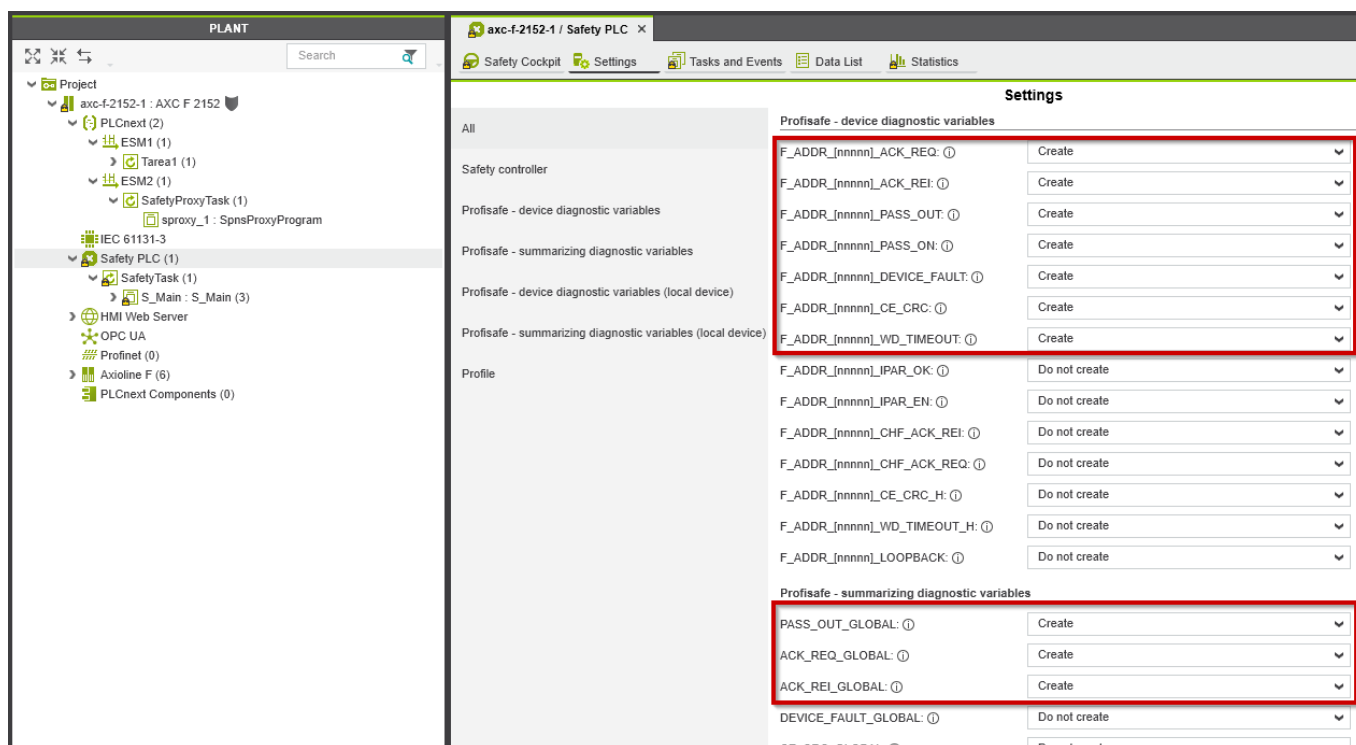 PLANT
Search
Project
axc-f-2152-1 : AXC F 2152
PLCnext (2)
ESM1 (1)
Tarea1 (1)
ESM2 (1)
SafetyProxyTask (1)
sproxy_1 : SpnsProxyProgram
IEC 61131-3
Safety PLC (1)
SafetyTask (1)
S_Main : S_Main (3)
HMI Web Server
OPC UA
Profinet (0)
Axioline F (6)
PLCnext Components (0)
axc-f-2152-1 / Safety PLC
Safety Cockpit Settings Tasks and Events Data List Statistics
Settings
All
Safety controller
Profisafe - device diagnostic variables
Profisafe - summarizing diagnostic variables
Profisafe - device diagnostic variables (local device)
Profisafe - summarizing diagnostic variables (local device)
Profile
Profisafe - device diagnostic variables
F_ADDR_[nnnnn]_ACK_REQ: Create
F_ADDR_[nnnnn]_ACK_REI: Create
F_ADDR_[nnnnn]_PASS_OUT: Create
F_ADDR_[nnnnn]_PASS_ON: Create
F_ADDR_[nnnnn]_DEVICE_FAULT: Create
F_ADDR_[nnnnn]_CE_CRC: Create
F_ADDR_[nnnnn]_WD_TIMEOUT: Create
F_ADDR_[nnnnn]_IPAR_OK: Do not create
F_ADDR_[nnnnn]_IPAR_EN: Do not create
F_ADDR_[nnnnn]_CHF_ACK_REI: Do not create
F_ADDR_[nnnnn]_CHF_ACK_REQ: Do not create
F_ADDR_[nnnnn]_CE_CRC_H: Do not create
F_ADDR_[nnnnn]_WD_TIMEOUT_H: Do not create
F_ADDR_[nnnnn]_LOOPBACK: Do not create
Profisafe - summarizing diagnostic variables
PASS_OUT_GLOBAL: Create
ACK_REQ_GLOBAL: Create
ACK_REI_GLOBAL: Create
DEVICE_FAULT_GLOBAL: Do not create